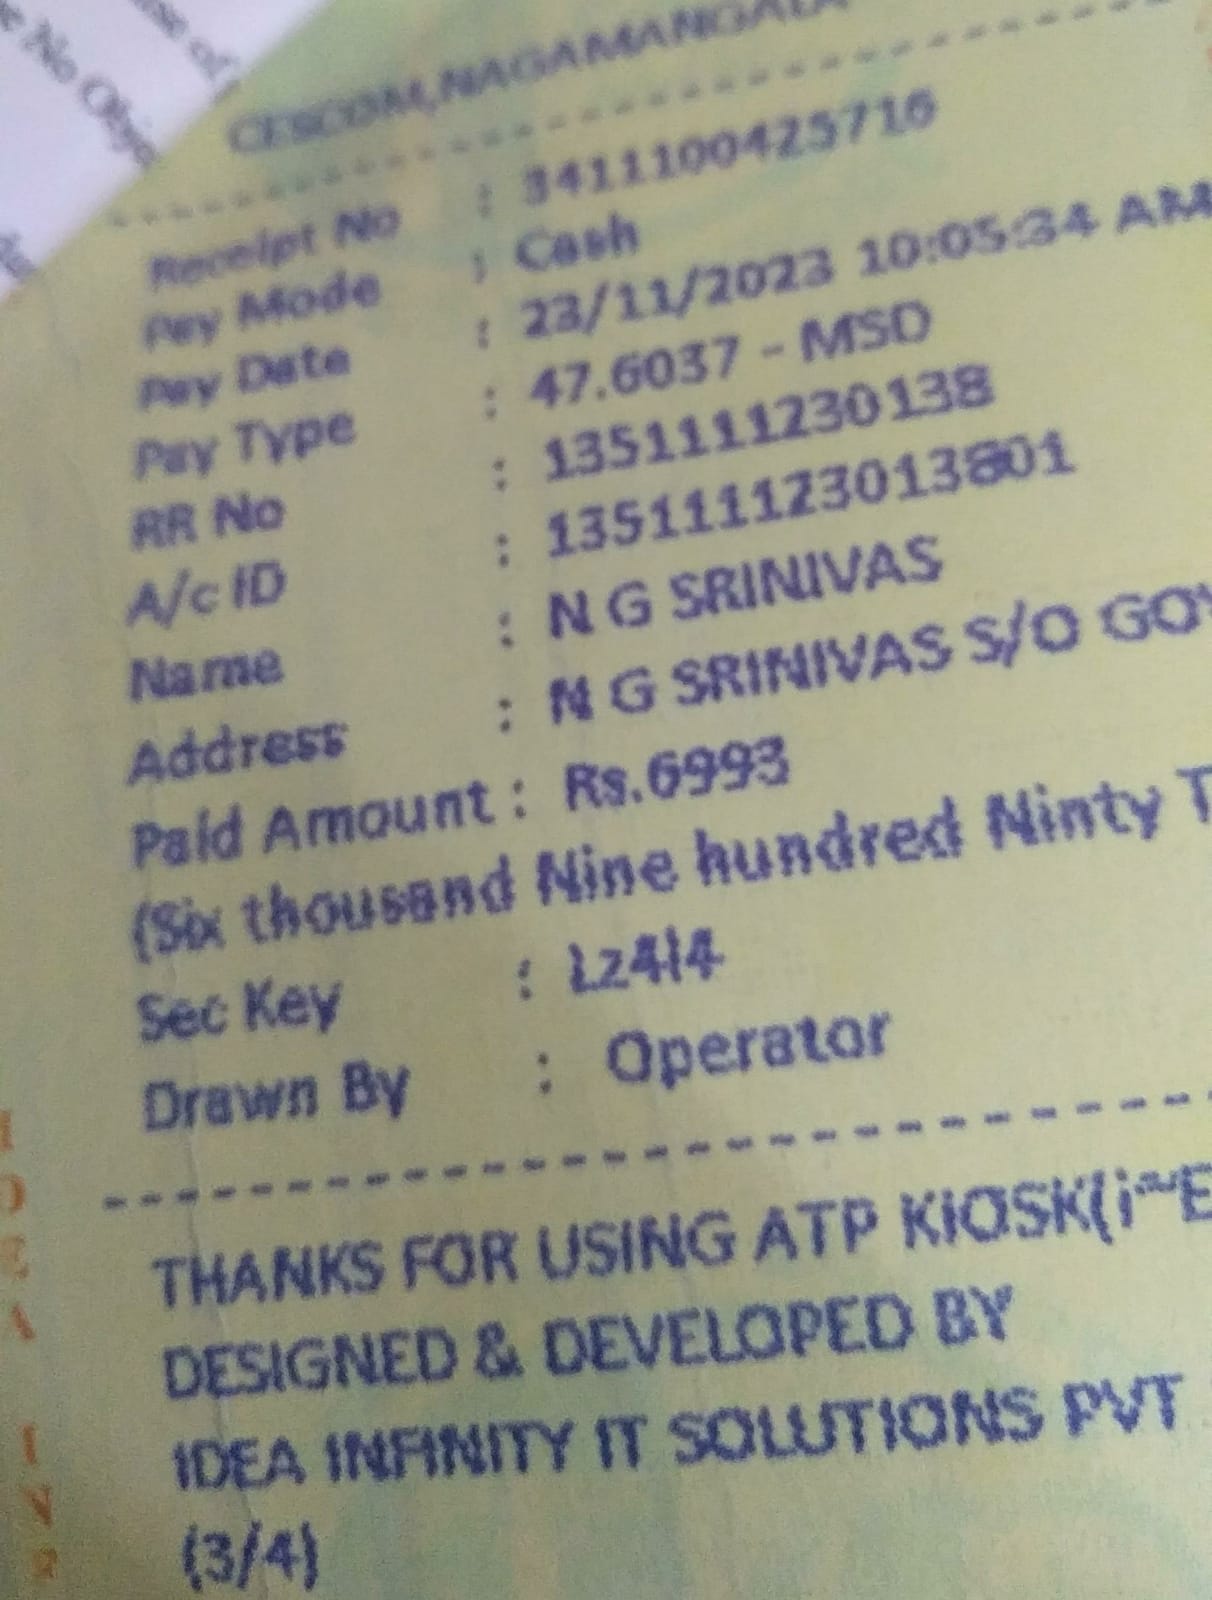 CESCOM,NAGAMANGALA
Receipt No : 3411100425716
Pay Mode : Cash
Pay Date : 23/11/2023 10:05:34 AM
Pay Type : 47.6037 - MSD
RR No : 1351111230138
A/c ID : 135111123013801
Name : N G SRINIVAS
Address : N G SRINIVAS S/O GOV
Paid Amount : Rs.6993
(Six thousand Nine hundred Ninty T
Sec Key : Lz4l4
Drawn By : Operator
THANKS FOR USING ATP KIOSK(i~E
DESIGNED & DEVELOPED BY
IDEA INFINITY IT SOLUTIONS PVT
(3/4)